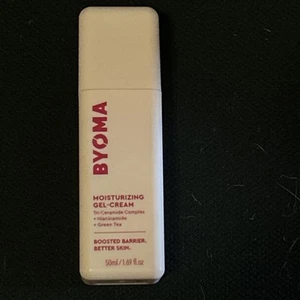 BYOMA
MOISTURIZING
GEL-CREAM
Tri-Ceramide Complex
+ Niacinamide
+ Green Tea
BOOSTED BARRIER.
BETTER SKIN.
50ml / 1.69 fl.oz